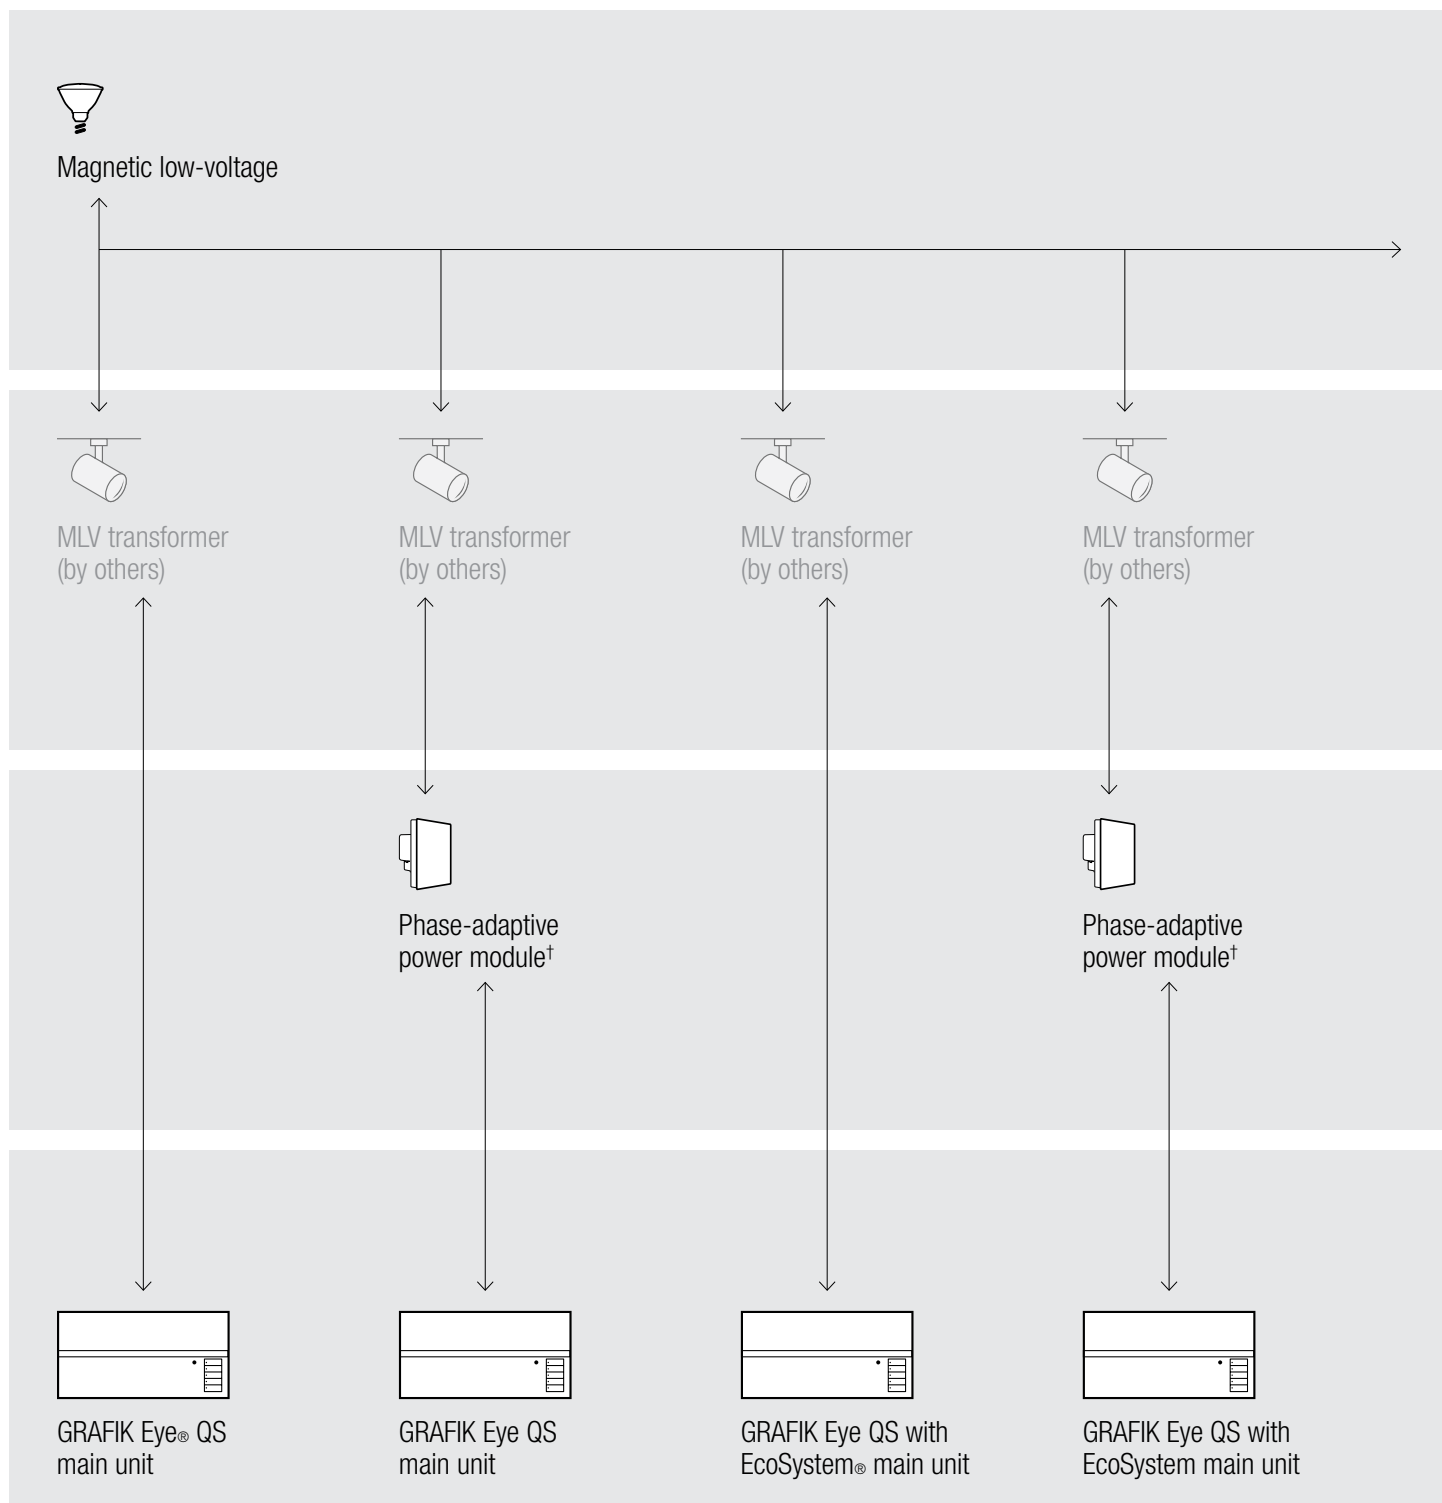 Magnetic low-voltage
MLV transformer
(by others)
MLV transformer
(by others)
MLV transformer
(by others)
MLV transformer
(by others)
Phase-adaptive
power module†
Phase-adaptive
power module†
GRAFIK Eye® QS
main unit
GRAFIK Eye QS
main unit
GRAFIK Eye QS with
EcoSystem® main unit
GRAFIK Eye QS with
EcoSystem main unit